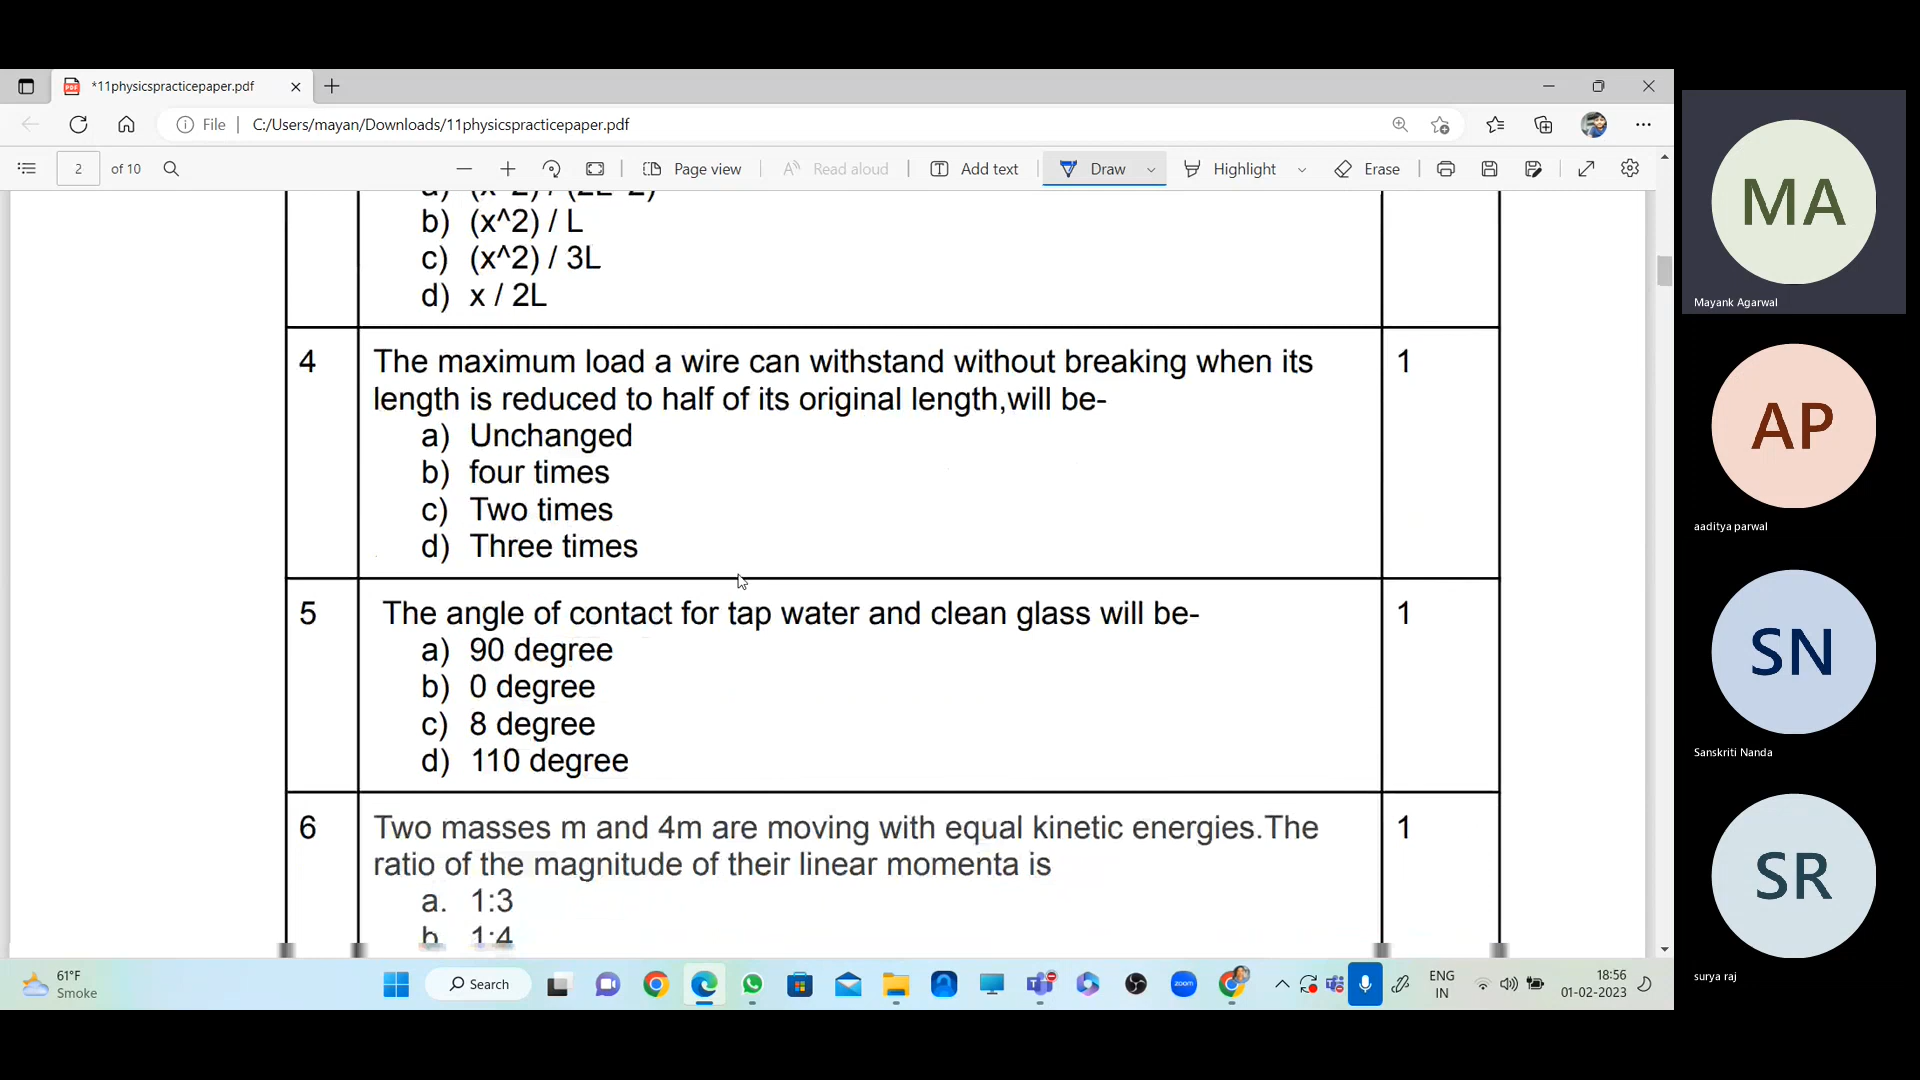 *11physicspracticepaper.pdf
File
C:/Users/mayan/Downloads/11physicspracticepaper.pdf
2 of 10
Page view
Read aloud
Add text
Draw
Highlight
Erase
b) (x^2) / L
c) (x^2) / 3L
d) x / 2L
4 The maximum load a wire can withstand without breaking when its 1
length is reduced to half of its original length,will be-
a) Unchanged
b) four times
c) Two times
d) Three times
5 The angle of contact for tap water and clean glass will be- 1
a) 90 degree
b) 0 degree
c) 8 degree
d) 110 degree
6 Two masses m and 4m are moving with equal kinetic energies.The 1
ratio of the magnitude of their linear momenta is
a. 1:3
b. 1:4
61°F
Smoke
Search
zoom
ENG
IN
18:56
01-02-2023
MA
Mayank Agarwal
AP
aaditya parwal
SN
Sanskriti Nanda
SR
surya raj